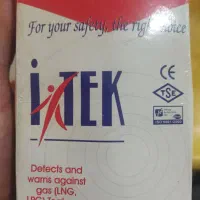 For your safety, the right choice
iTEK
CE
TSE
Detects and
warns against
gas (LNG,